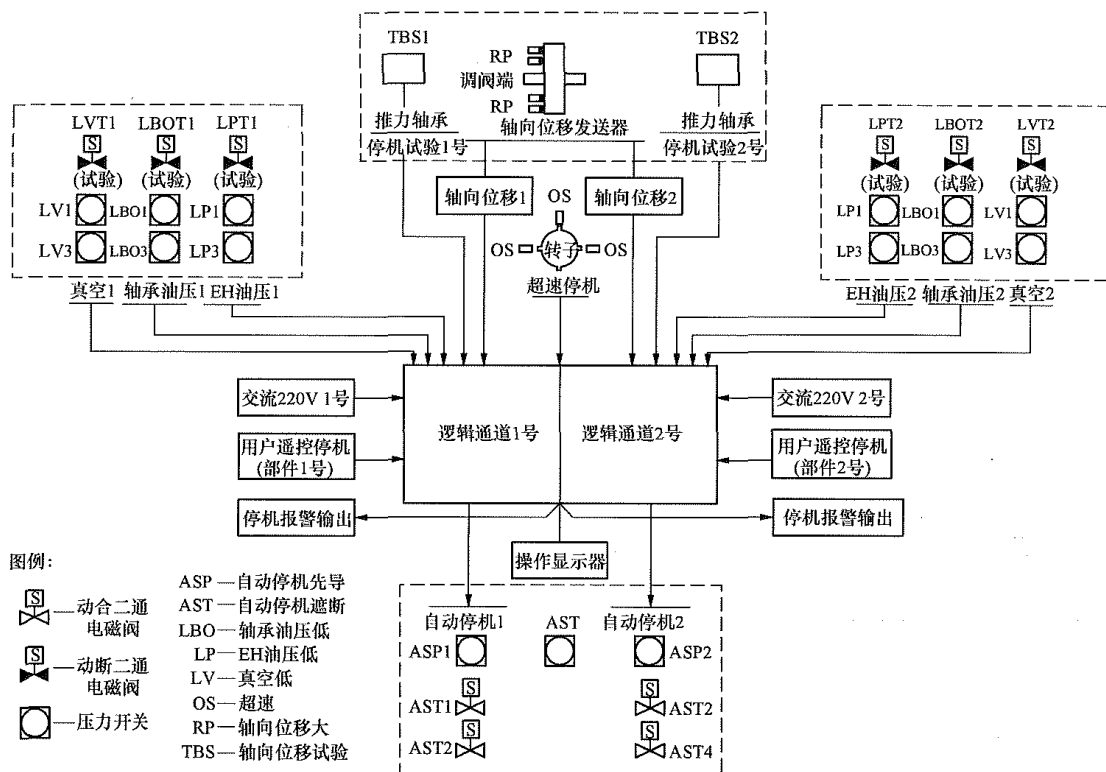 TBS1
TBS2
RP
调阀端
RP
推力轴承
停机试验1号
轴向位移发送器
推力轴承
停机试验2号
LVT1 LBOT1 LPT1
S S S
(试验) (试验) (试验)
LV1 LBO1 LP1
LV3 LBO3 LP3
真空1 轴承油压1 EH油压1
轴向位移1
轴向位移2
OS
OS 转子 OS
超速停机
LPT2 LBOT2 LVT2
S S S
(试验) (试验) (试验)
LP1 LBO1 LV1
LP3 LBO3 LV3
EH油压2 轴承油压2 真空2
交流220V 1号
用户遥控停机
(部件1号)
停机报警输出
逻辑通道1号
逻辑通道2号
交流220V 2号
用户遥控停机
(部件2号)
停机报警输出
操作显示器
自动停机1 AST 自动停机2
ASP1 ASP2
S S
AST1 AST2
S S
AST2 AST4
图例：
S
—动合二通
电磁阀
S
—动断二通
电磁阀
—压力开关
ASP—自动停机先导
AST—自动停机遮断
LBO—轴承油压低
LP—EH油压低
LV—真空低
OS—超速
RP—轴向位移大
TBS—轴向位移试验